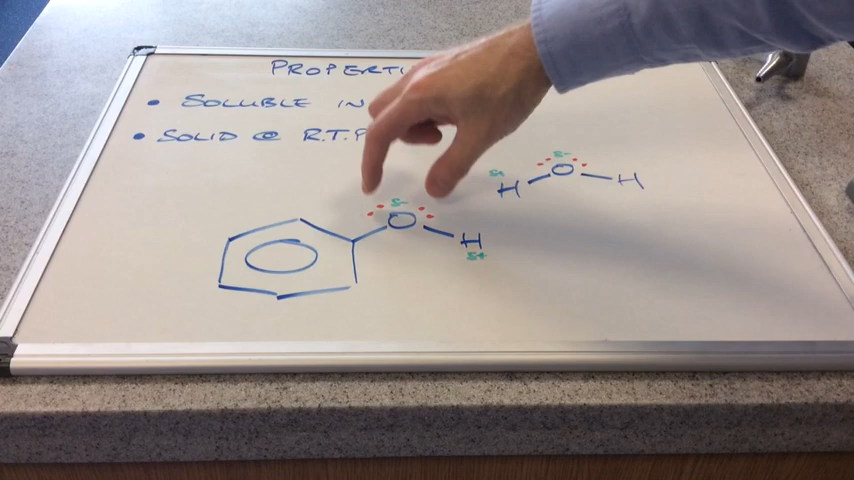 PROPERTI
• SOLUBLE IN
• SOLID @ R.T.P
δ-
δ+
H O H
δ-
O H
δ+